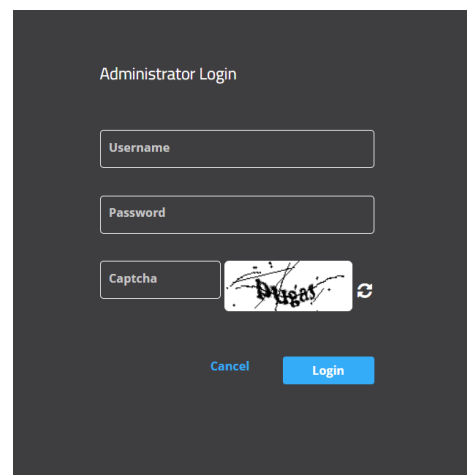 Administrator Login
Username
Password
Captcha
Cancel
Login